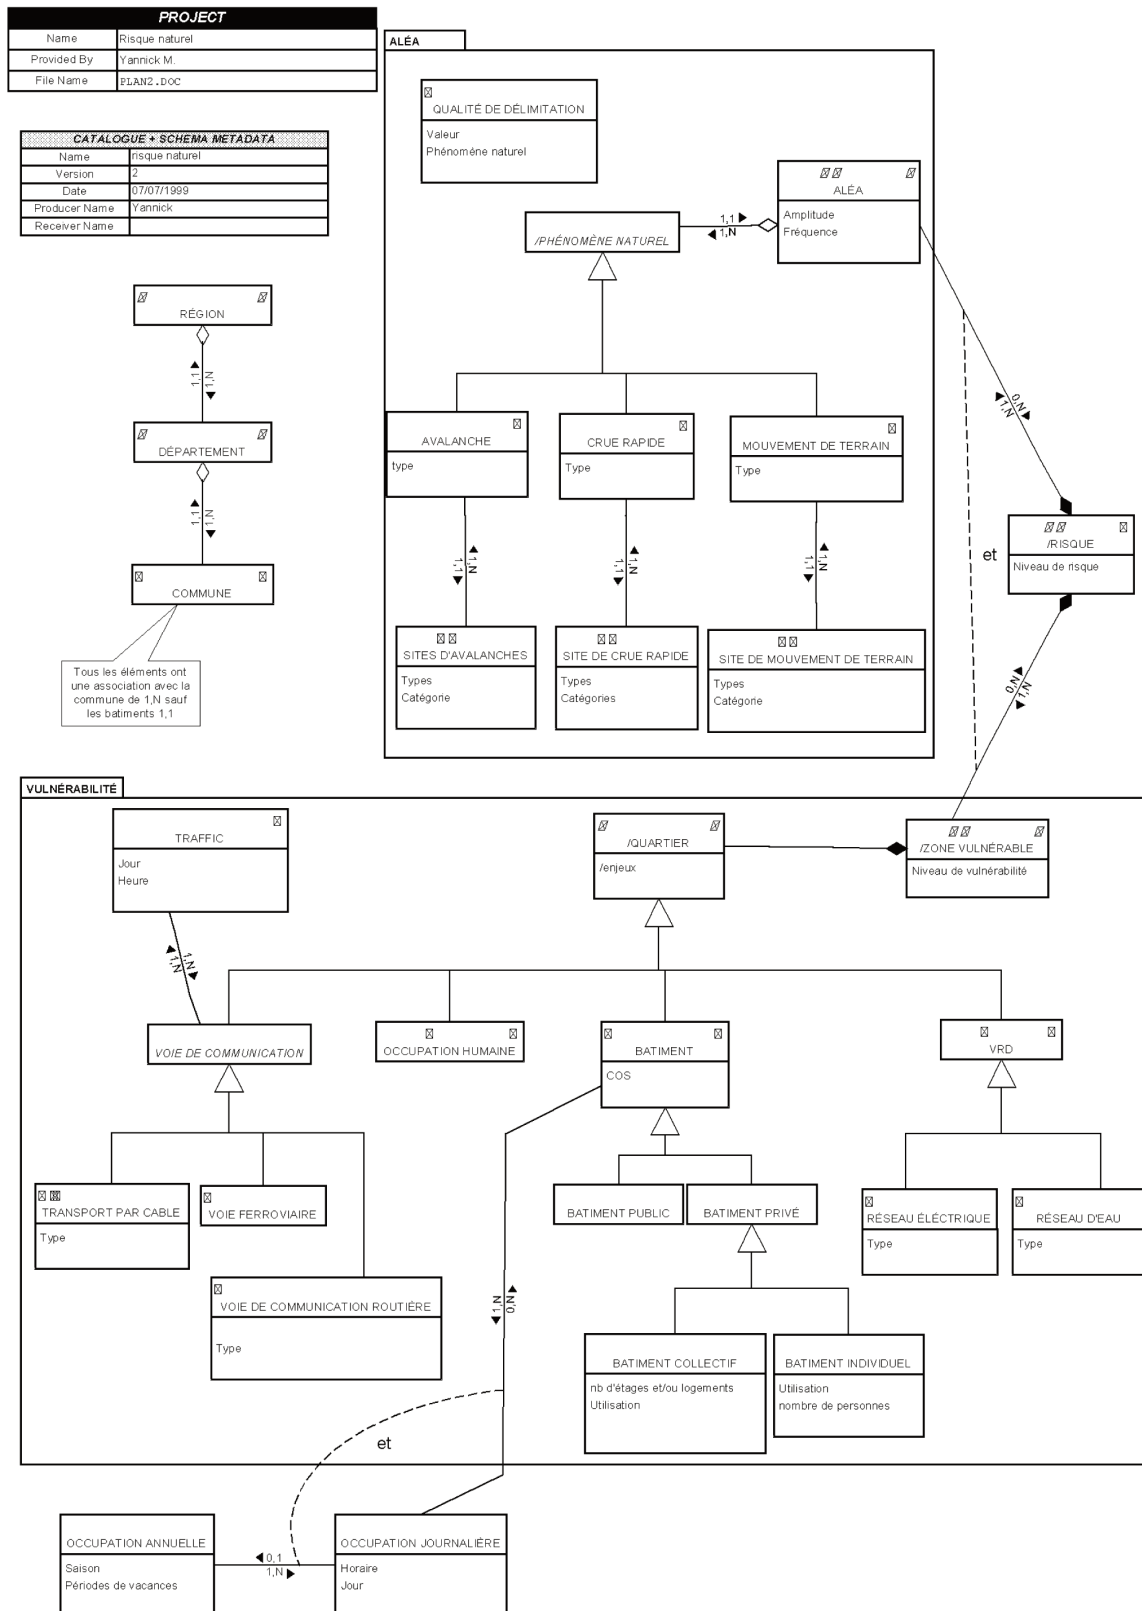 PROJECT
Name Risque naturel
Provided By Yannick M.
File Name PLAN2.DOC
CATALOGUE + SCHEMA METADATA
Name risque naturel
Version 2
Date 07/07/1999
Producer Name Yannick
Receiver Name
RÉGION
1,1
1,N
DÉPARTEMENT
1,1
1,N
COMMUNE
Tous les éléments ont
une association avec la
commune de 1,N sauf
les batiments 1,1
ALÉA
QUALITÉ DE DÉLIMITATION
Valeur
Phénoméne naturel
ALÉA
Amplitude
Fréquence
/PHÉNOMÈNE NATUREL
1,1
1,N
AVALANCHE
type
CRUE RAPIDE
Type
MOUVEMENT DE TERRAIN
Type
1,1
1,N
1,1
1,N
1,1
1,N
SITES D'AVALANCHES
Types
Catégorie
SITE DE CRUE RAPIDE
Types
Catégories
SITE DE MOUVEMENT DE TERRAIN
Types
Catégorie
0,N
1,N
et
/RISQUE
Niveau de risque
0,N
1,N
VULNÉRABILITÉ
TRAFFIC
Jour
Heure
/QUARTIER
/enjeux
/ZONE VULNÉRABLE
Niveau de vulnérabilité
1,N
1,N
VOIE DE COMMUNICATION
OCCUPATION HUMAINE
BATIMENT
COS
VRD
TRANSPORT PAR CABLE
Type
VOIE FERROVIAIRE
VOIE DE COMMUNICATION ROUTIÈRE
Type
BATIMENT PUBLIC
BATIMENT PRIVÉ
RÉSEAU ÉLÉCTRIQUE
Type
RÉSEAU D'EAU
Type
1,N
0,N
BATIMENT COLLECTIF
nb d'étages et/ou logements
Utilisation
BATIMENT INDIVIDUEL
Utilisation
nombre de personnes
et
OCCUPATION ANNUELLE
Saison
Périodes de vacances
0,1
1,N
OCCUPATION JOURNALIÈRE
Horaire
Jour